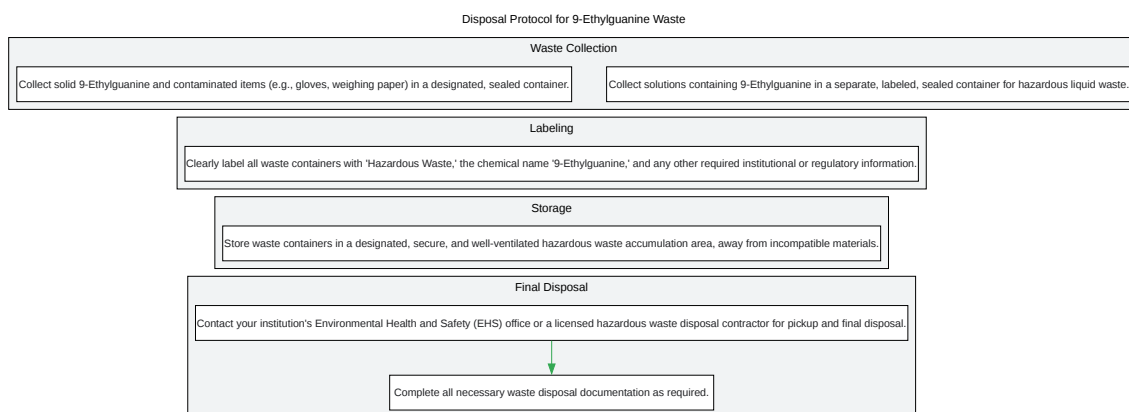 Disposal Protocol for 9-Ethylguanine Waste
Waste Collection
Collect solid 9-Ethylguanine and contaminated items (e.g., gloves, weighing paper) in a designated, sealed container.
Collect solutions containing 9-Ethylguanine in a separate, labeled, sealed container for hazardous liquid waste.
Labeling
Clearly label all waste containers with 'Hazardous Waste,' the chemical name '9-Ethylguanine,' and any other required institutional or regulatory information.
Storage
Store waste containers in a designated, secure, and well-ventilated hazardous waste accumulation area, away from incompatible materials.
Final Disposal
Contact your institution's Environmental Health and Safety (EHS) office or a licensed hazardous waste disposal contractor for pickup and final disposal.
Complete all necessary waste disposal documentation as required.